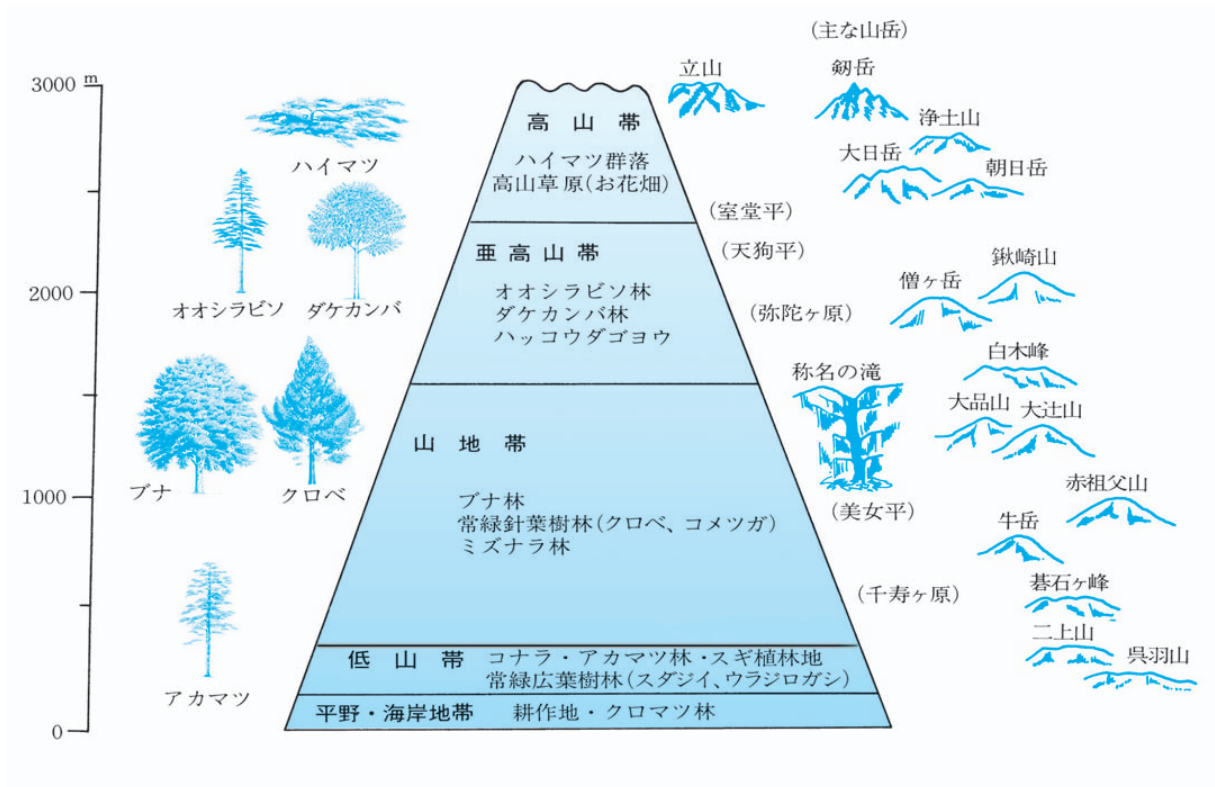 (主な山岳)
3000 m
立山
剱岳
浄土山
大日岳
朝日岳
ハイマツ
高山帯
ハイマツ群落
高山草原(お花畑)
(室堂平)
亜高山帯
(天狗平)
鍬崎山
僧ヶ岳
2000
オオシラビソ
ダケカンバ
オオシラビソ林
ダケカンバ林
ハッコウダゴヨウ
(弥陀ヶ原)
白木峰
称名の滝
大品山
大辻山
山地帯
1000
ブナ
クロベ
ブナ林
常緑針葉樹林(クロベ、コメツガ)
ミズナラ林
(美女平)
赤祖父山
牛岳
(千寿ヶ原)
碁石ヶ峰
二上山
呉羽山
アカマツ
低山帯 コナラ・アカマツ林・スギ植林地
常緑広葉樹林(スダジイ、ウラジロガシ)
平野・海岸地帯 耕作地・クロマツ林
0